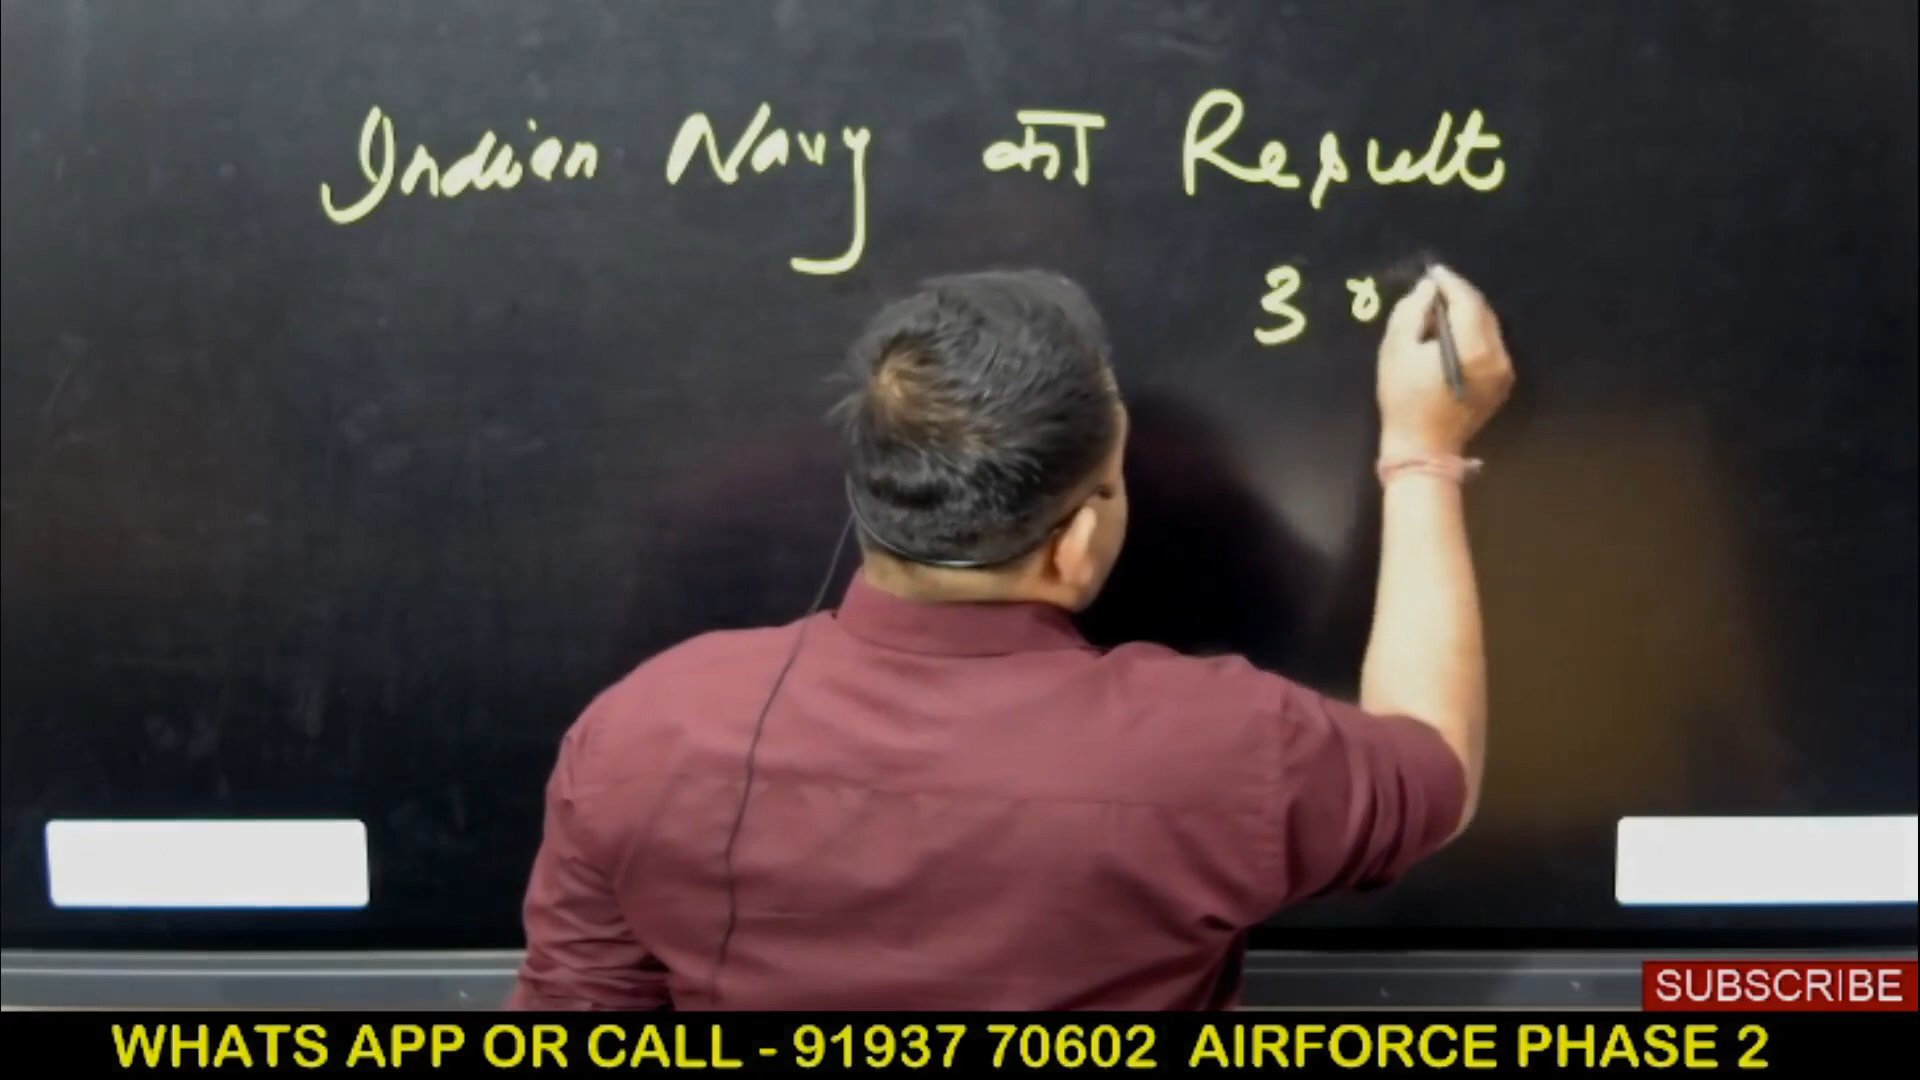 Indian Navy का Result
3
SUBSCRIBE
WHATS APP OR CALL - 91937 70602 AIRFORCE PHASE 2